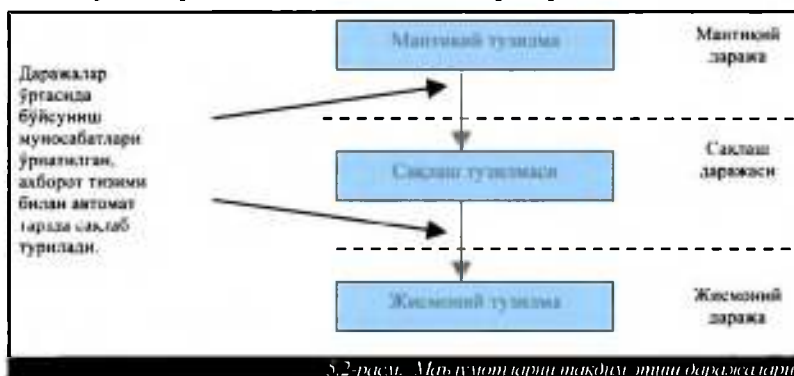 Мантиқий тузилма
Мантиқий
даража
Даражалар
ўртасида
бўйсуниш
муносабатлари
ўрнатилган,
ахборот тизими
билан автомат
тарзда сақлаб
турилади.
Сақлаш тузилмаси
Сақлаш
даражаси
Жисмоний тузилма
Жисмоний
даража
5.2-расм. Маълумотларни тақдим этиш даражалари